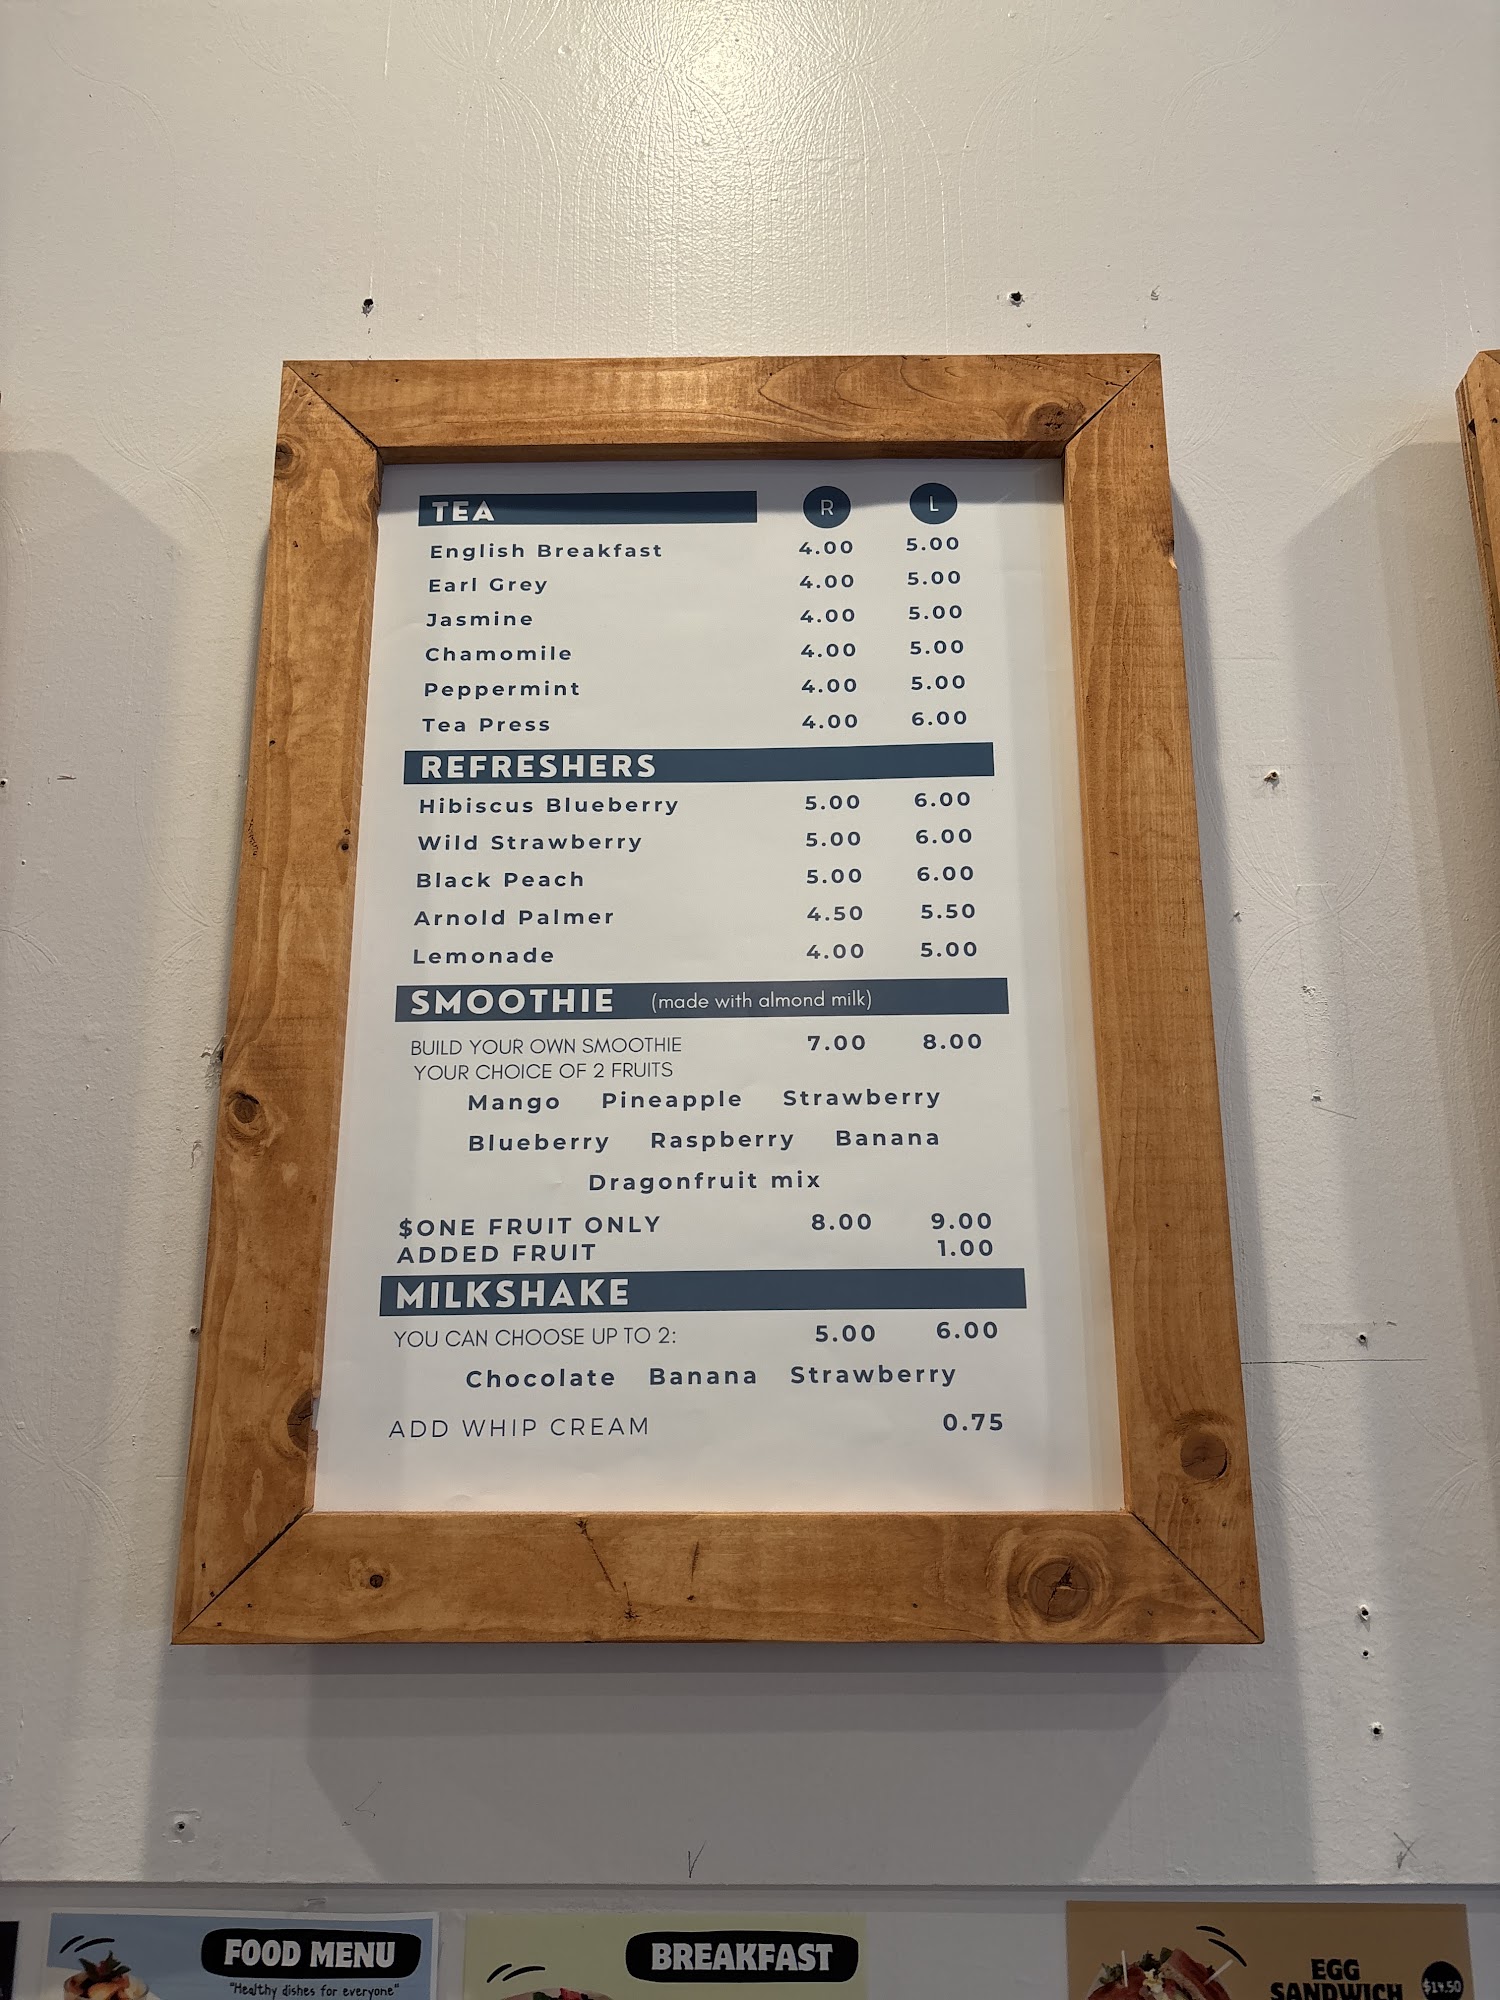 TEA R L
English Breakfast 4.00 5.00
Earl Grey 4.00 5.00
Jasmine 4.00 5.00
Chamomile 4.00 5.00
Peppermint 4.00 5.00
Tea Press 4.00 6.00
REFRESHERS
Hibiscus Blueberry 5.00 6.00
Wild Strawberry 5.00 6.00
Black Peach 5.00 6.00
Arnold Palmer 4.50 5.50
Lemonade 4.00 5.00
SMOOTHIE (made with almond milk)
BUILD YOUR OWN SMOOTHIE 7.00 8.00
YOUR CHOICE OF 2 FRUITS
Mango Pineapple Strawberry
Blueberry Raspberry Banana
Dragonfruit mix
$ONE FRUIT ONLY 8.00 9.00
ADDED FRUIT 1.00
MILKSHAKE
YOU CAN CHOOSE UP TO 2: 5.00 6.00
Chocolate Banana Strawberry
ADD WHIP CREAM 0.75
FOOD MENU
"Healthy dishes for everyone"
BREAKFAST
EGG
SANDWICH $14.50